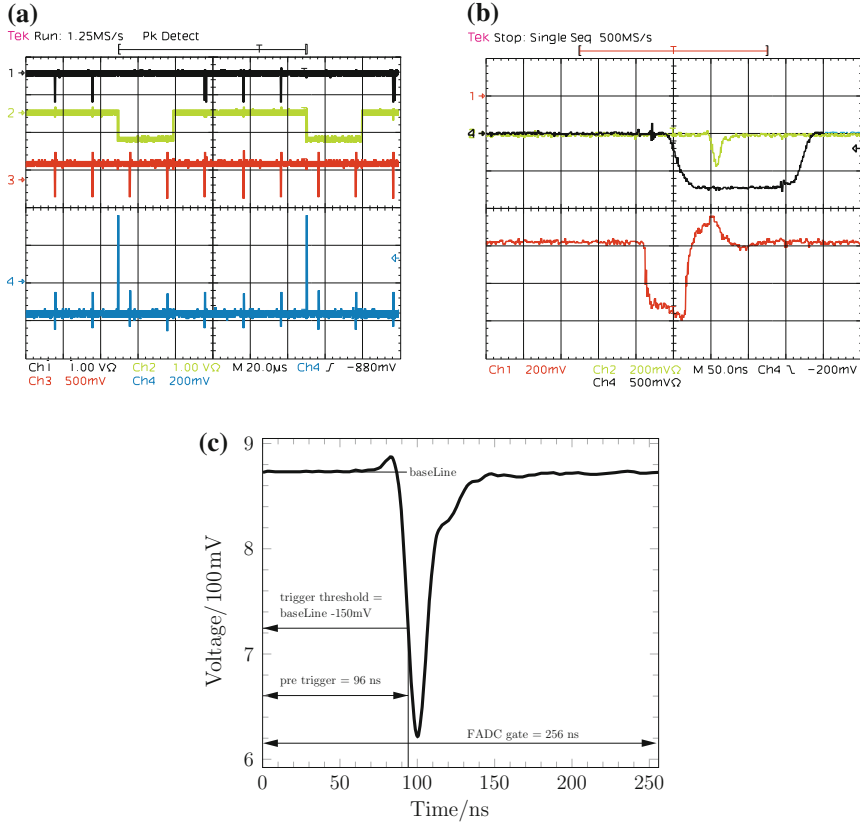 (a)
Tek Run: 1.25MS/s Pk Detect
1
2
3
4
Ch1 1.00 VΩ Ch2 1.00 VΩ M 20.0µs Ch4 ∫ -880mV
Ch3 500mV Ch4 200mV
(b)
Tek Stop: Single Seq 500MS/s
1
Ch1 200mV Ch2 200mVΩ M 50.0ns Ch4 -200mV
Ch4 500mVΩ
(c)
9
baseLine
8
trigger threshold =
baseLine -150mV
7
pre trigger = 96 ns
FADC gate = 256 ns
6
0 50 100 150 200 250
Voltage/100 mV
Time/ns